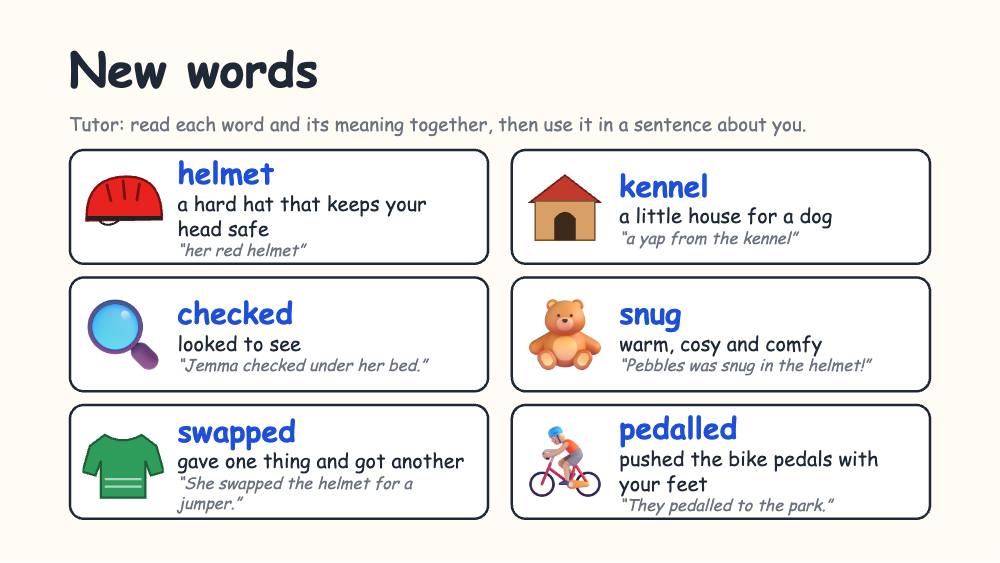 New words
Tutor: read each word and its meaning together, then use it in a sentence about you.
helmet
a hard hat that keeps your
head safe
"her red helmet"
kennel
a little house for a dog
"a yap from the kennel"
checked
looked to see
"Jemma checked under her bed."
snug
warm, cosy and comfy
"Pebbles was snug in the helmet!"
swapped
gave one thing and got another
"She swapped the helmet for a
jumper."
pedalled
pushed the bike pedals with
your feet
"They pedalled to the park."